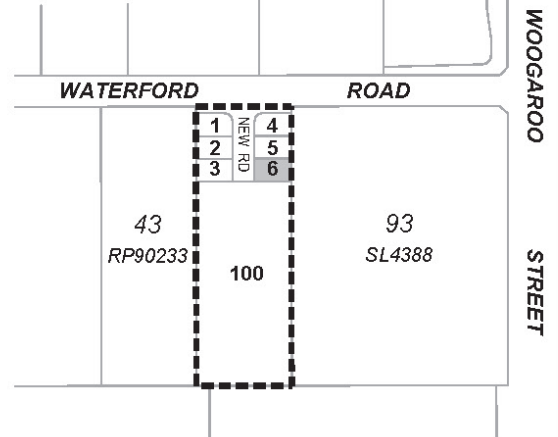 WOOGAROO STREET
WATERFORD ROAD
1 NEW RD 4
2 5
3 6
43
RP90233
93
SL4388
100